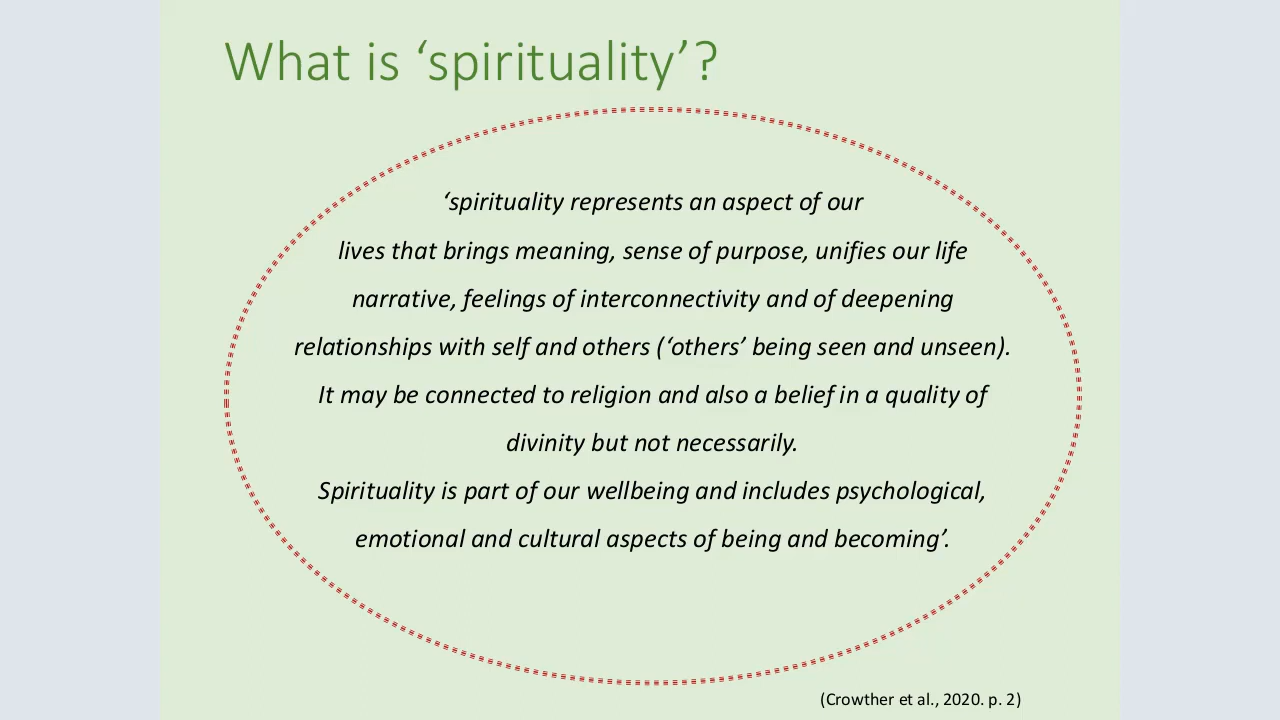 What is ‘spirituality’?
‘spirituality represents an aspect of our
lives that brings meaning, sense of purpose, unifies our life
narrative, feelings of interconnectivity and of deepening
relationships with self and others (‘others’ being seen and unseen).
It may be connected to religion and also a belief in a quality of
divinity but not necessarily.
Spirituality is part of our wellbeing and includes psychological,
emotional and cultural aspects of being and becoming’.
(Crowther et al., 2020. p. 2)